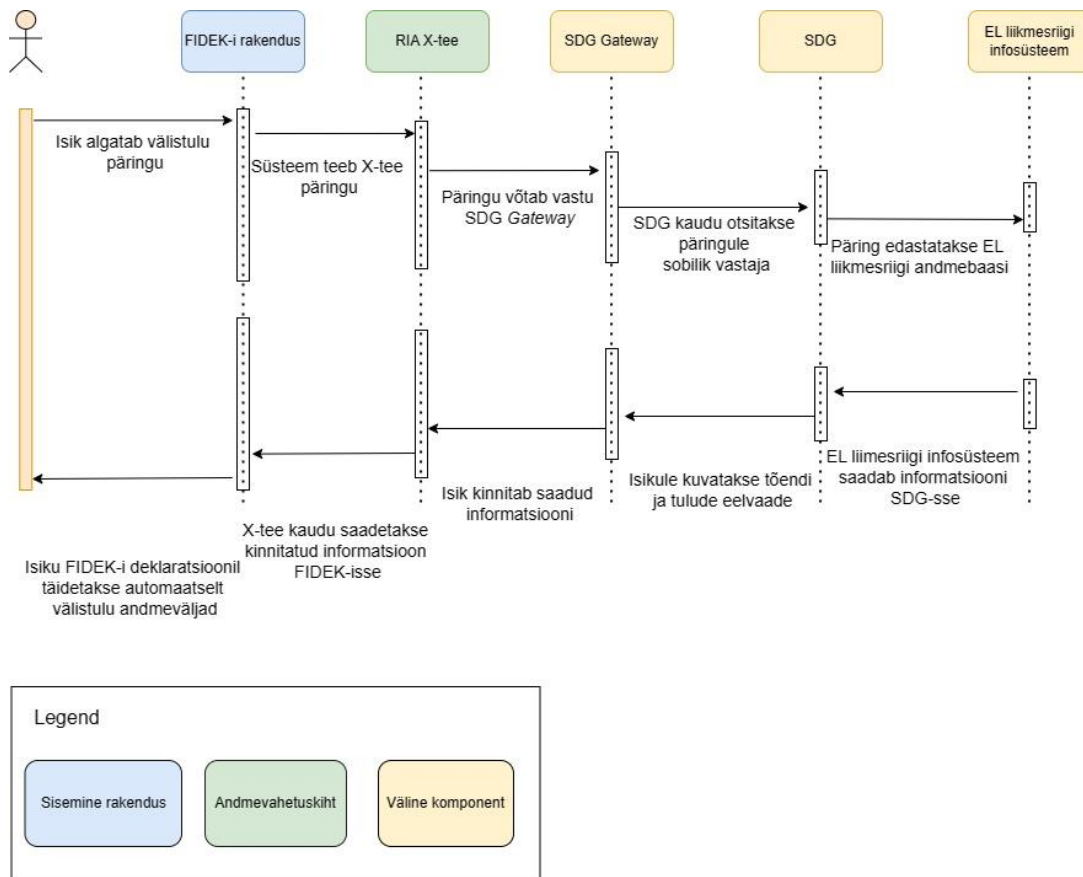 FIDEK-i rakendus
RIA X-tee
SDG Gateway
SDG
EL liikmesriigi
infosüsteem
Isik algatab välistulu
päringu
Süsteem teeb X-tee
päringu
Päringu võtab vastu
SDG Gateway
SDG kaudu otsitakse
päringule
sobilik vastaja
Päring edastatakse EL
liikmesriigi andmebaasi
EL liimesriigi infosüsteem
saadab informatsiooni
SDG-sse
Isikule kuvatakse tõendi
ja tulude eelvaade
Isik kinnitab saadud
informatsiooni
X-tee kaudu saadetakse
kinnitatud informatsioon
FIDEK-isse
Isiku FIDEK-i deklaratsioonil
täidetakse automaatselt
välistulu andmeväljad
Legend
Sisemine rakendus
Andmevahetuskiht
Väline komponent